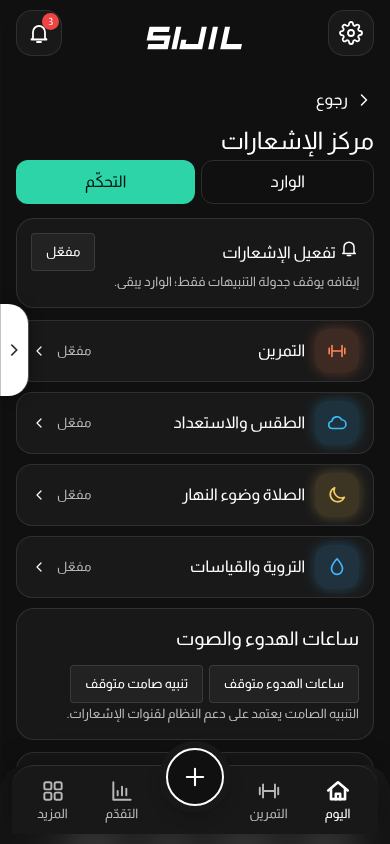 3
SIJIL
رجوع
مركز الإشعارات
الوارد
التحكّم
تفعيل الإشعارات
مفعّل
إيقافه يوقف جدولة التنبيهات فقط؛ الوارد يبقى.
التمرين
مفعّل
الطقس والاستعداد
مفعّل
الصلاة وضوء النهار
مفعّل
التروية والقياسات
مفعّل
ساعات الهدوء والصوت
ساعات الهدوء متوقف
تنبيه صامت متوقف
التنبيه الصامت يعتمد على دعم النظام لقنوات الإشعارات.
اليوم
التمرين
التقدّم
المزيد